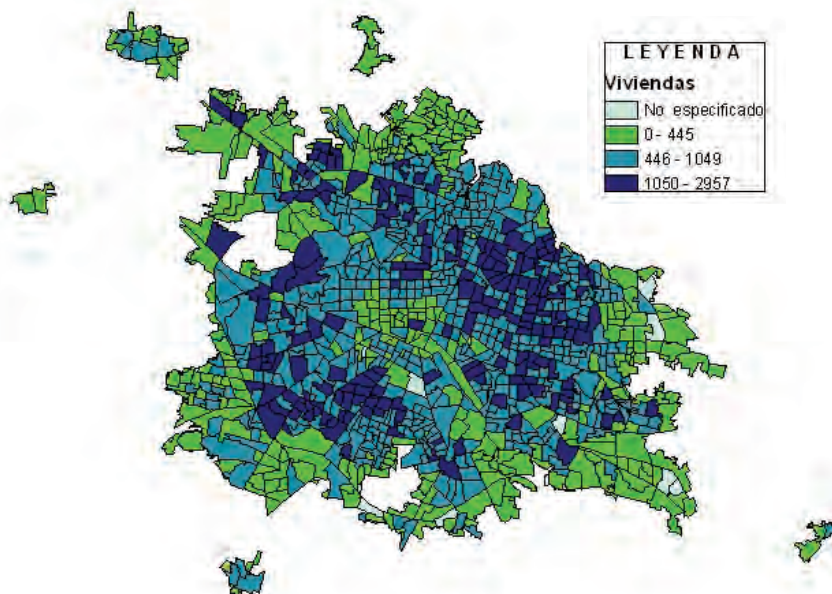 LEYENDA
Viviendas
No especificado
0 - 445
446 - 1049
1050 - 2957